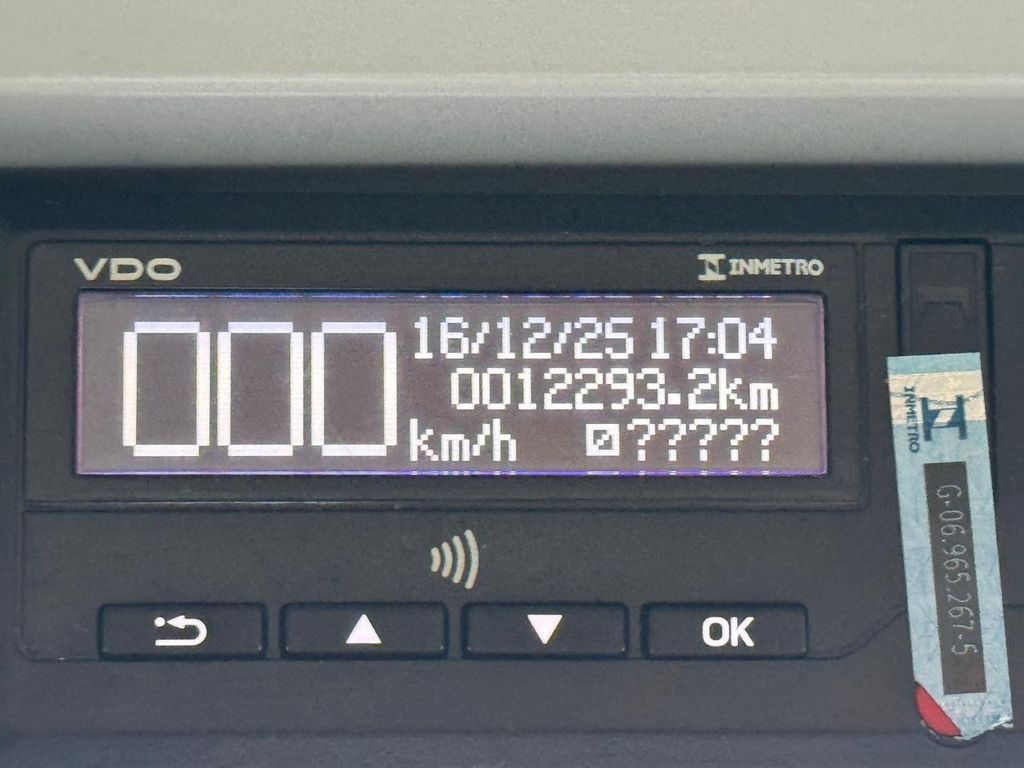 VDO
INMETRO
000 km/h
16/12/25 17:04
0012293.2km
?????
OK
INMETRO
G-06.965.267-5